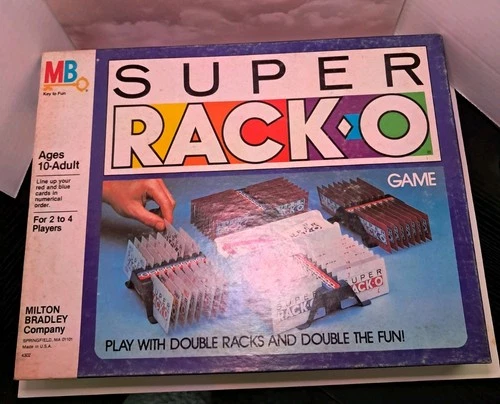 MB
Key to Fun
SUPER
RACK-O
GAME
Ages
10-Adult
Line up your
red and blue
cards in
numerical
order.
For 2 to 4
Players
SUPER
RACK-O
MILTON
BRADLEY
Company
SPRINGFIELD, MA 01101
Made in U.S.A.
PLAY WITH DOUBLE RACKS AND DOUBLE THE FUN!